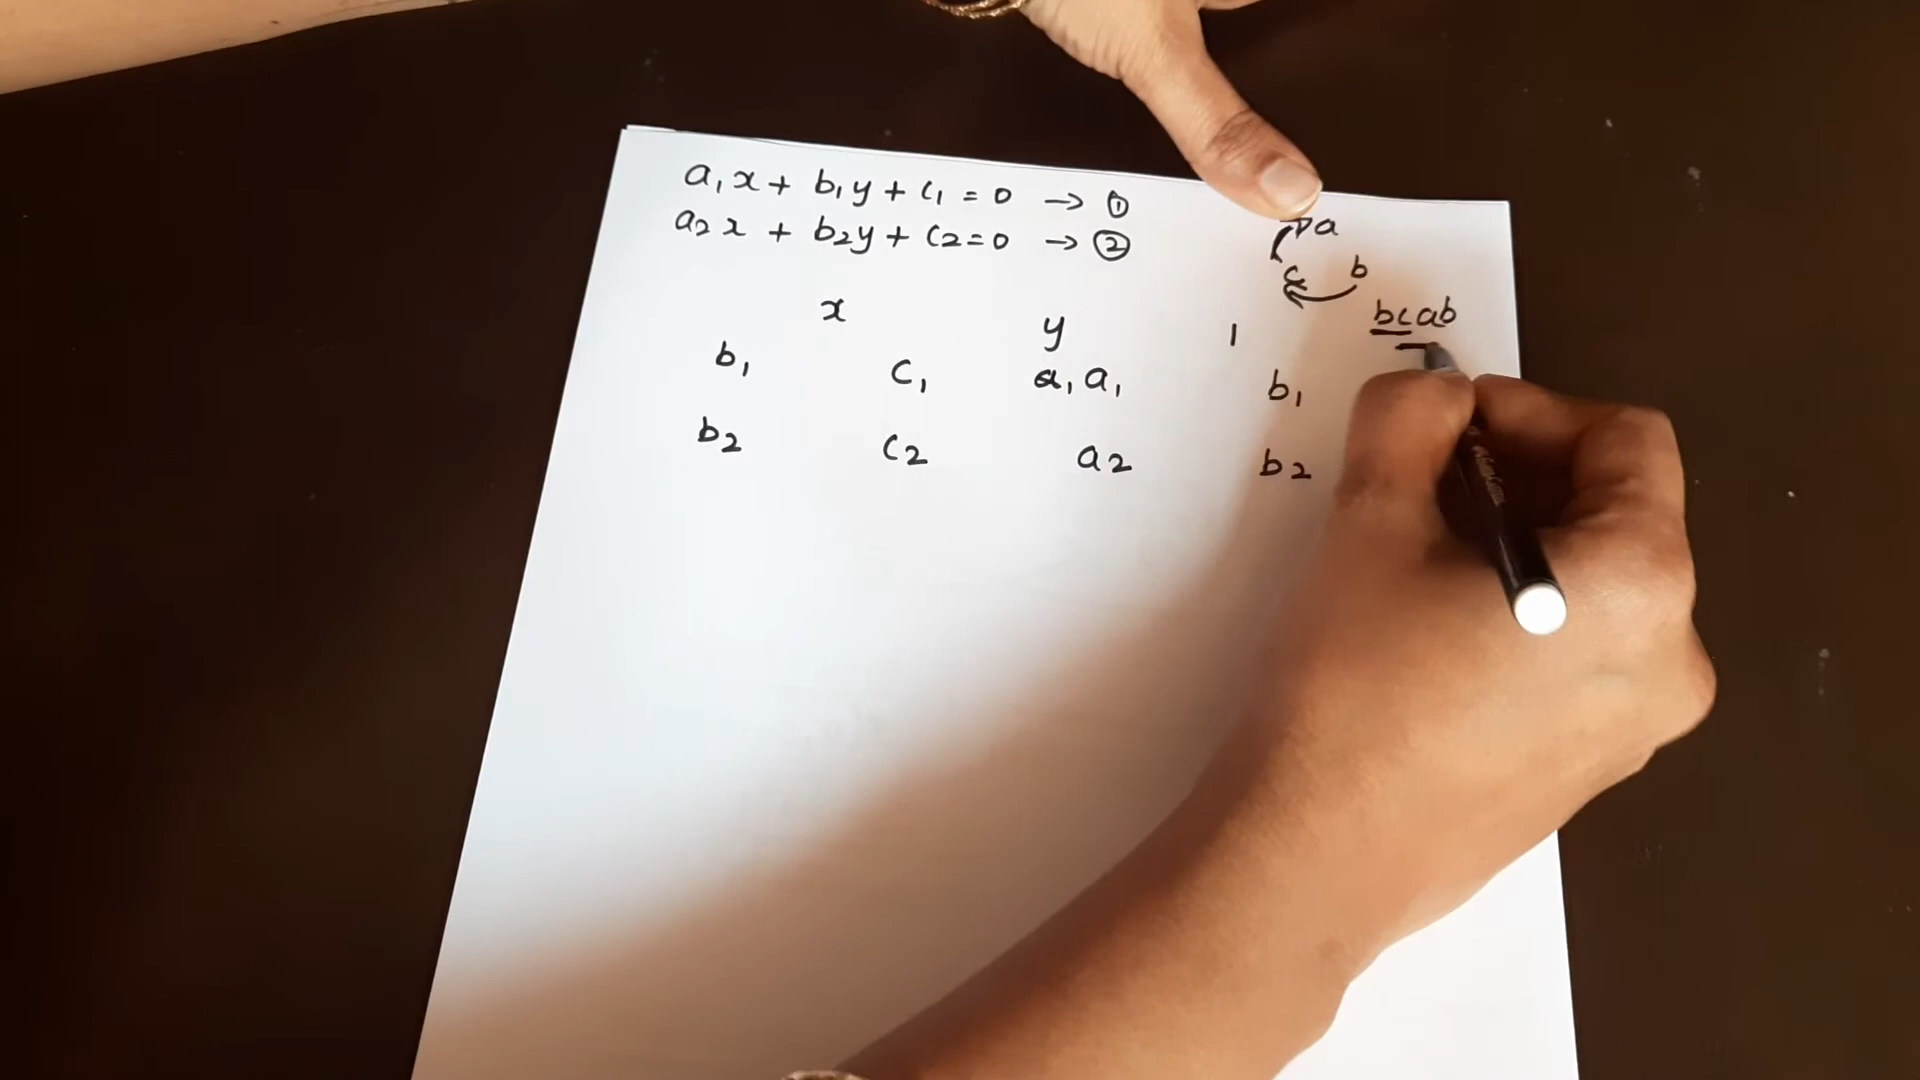 a₁x + b₁y + c₁ = 0 → ①
a₂x + b₂y + c₂ = 0 → ②
a
c b
bcab
x y 1
b₁ c₁ a₁ a₁ b₁
b₂ c₂ a₂ b₂